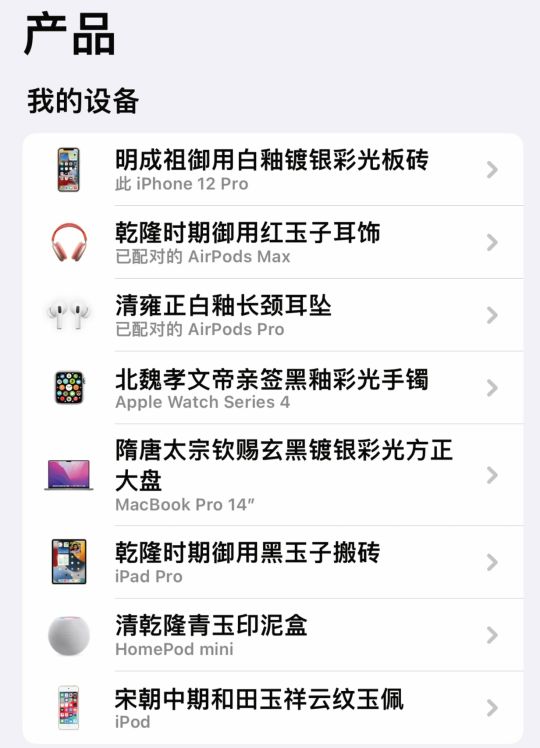 产品
我的设备
明成祖御用白釉镀银彩光板砖
此 iPhone 12 Pro
乾隆时期御用红玉子耳饰
已配对的 AirPods Max
清雍正白釉长颈耳坠
已配对的 AirPods Pro
北魏孝文帝亲签黑釉彩光手镯
Apple Watch Series 4
隋唐太宗钦赐玄黑镀银彩光方正
大盘
MacBook Pro 14″
乾隆时期御用黑玉子搬砖
iPad Pro
清乾隆青玉印泥盒
HomePod mini
宋朝中期和田玉祥云纹玉佩
iPod